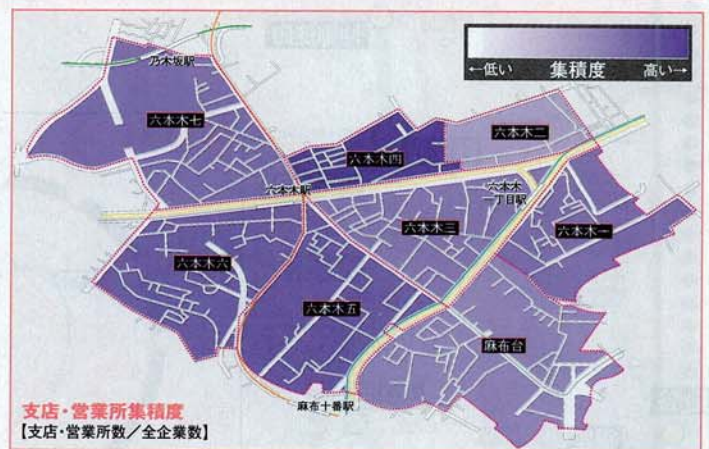 ←低い 集積度 高い→
乃木坂駅
六本木七
六本木四
六本木二
六本木駅
六本木
一丁目駅
六本木三
六本木一
六本木六
六本木五
麻布台
麻布十番駅
支店・営業所集積度
【支店・営業所数／全企業数】